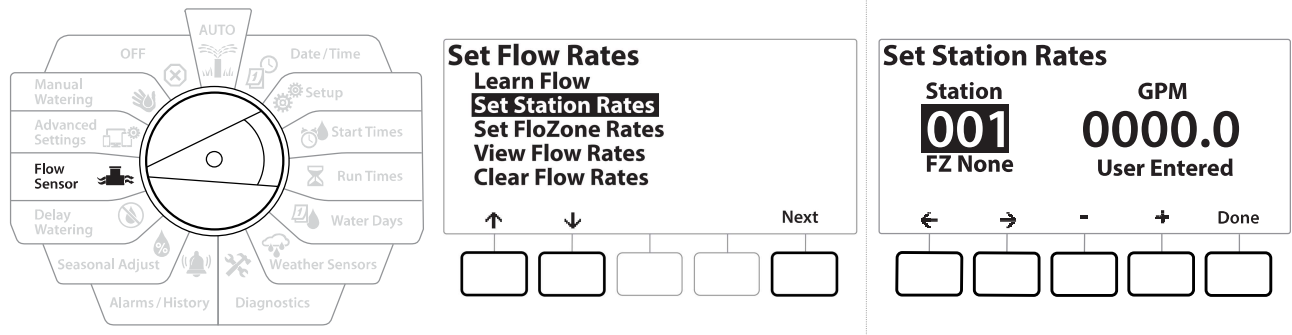 AUTO
OFF
Date/Time
Manual
Watering
Setup
Advanced
Settings
Start Times
Flow
Sensor
Run Times
Delay
Watering
Water Days
Seasonal Adjust
Weather Sensors
Alarms/History
Diagnostics
Set Flow Rates
Learn Flow
Set Station Rates
Set FloZone Rates
View Flow Rates
Clear Flow Rates
Next
Set Station Rates
Station
GPM
001
0000.0
FZ None
User Entered
- + Done